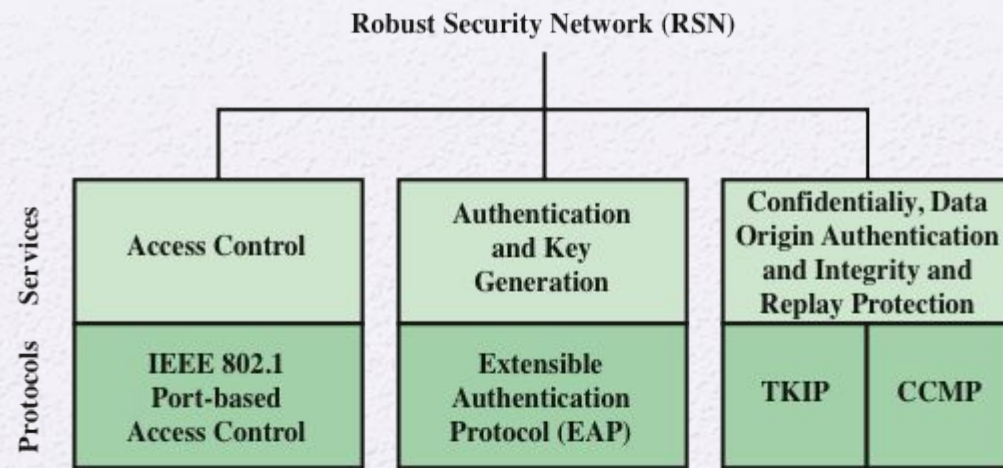 Robust Security Network (RSN)
Services
Access Control
Authentication
and Key
Generation
Confidentialiy, Data
Origin Authentication
and Integrity and
Replay Protection
Protocols
IEEE 802.1
Port-based
Access Control
Extensible
Authentication
Protocol (EAP)
TKIP
CCMP